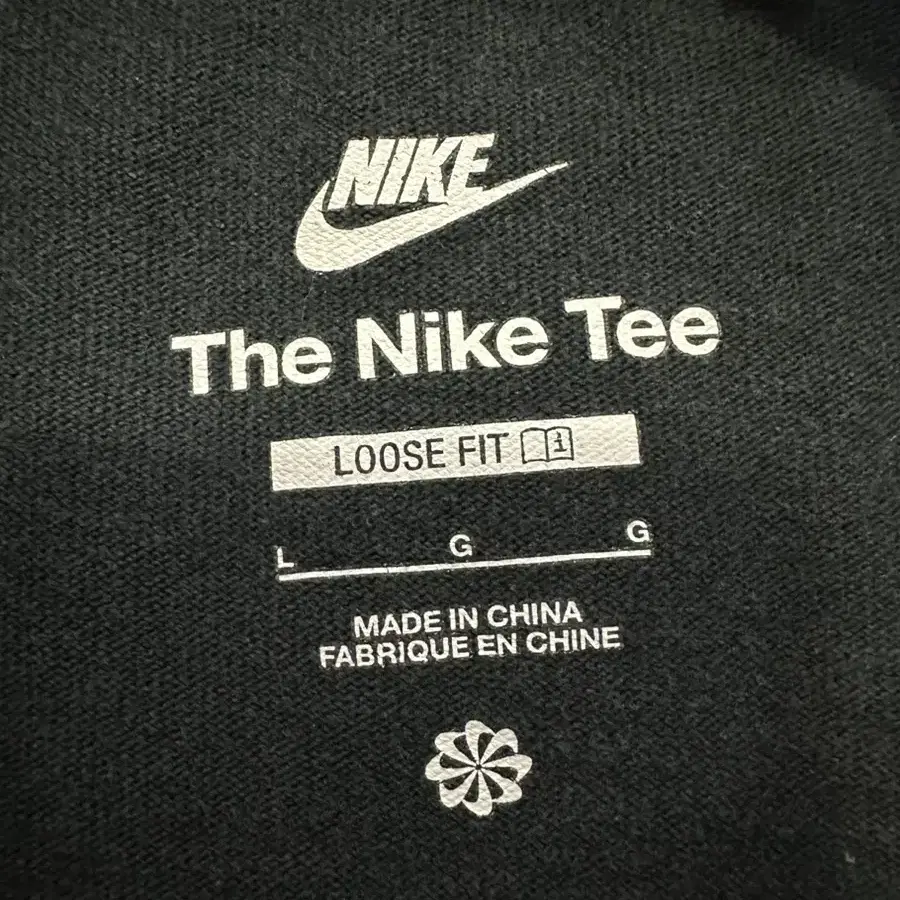 NIKE
The Nike Tee
LOOSE FIT i
L G G
MADE IN CHINA
FABRIQUE EN CHINE